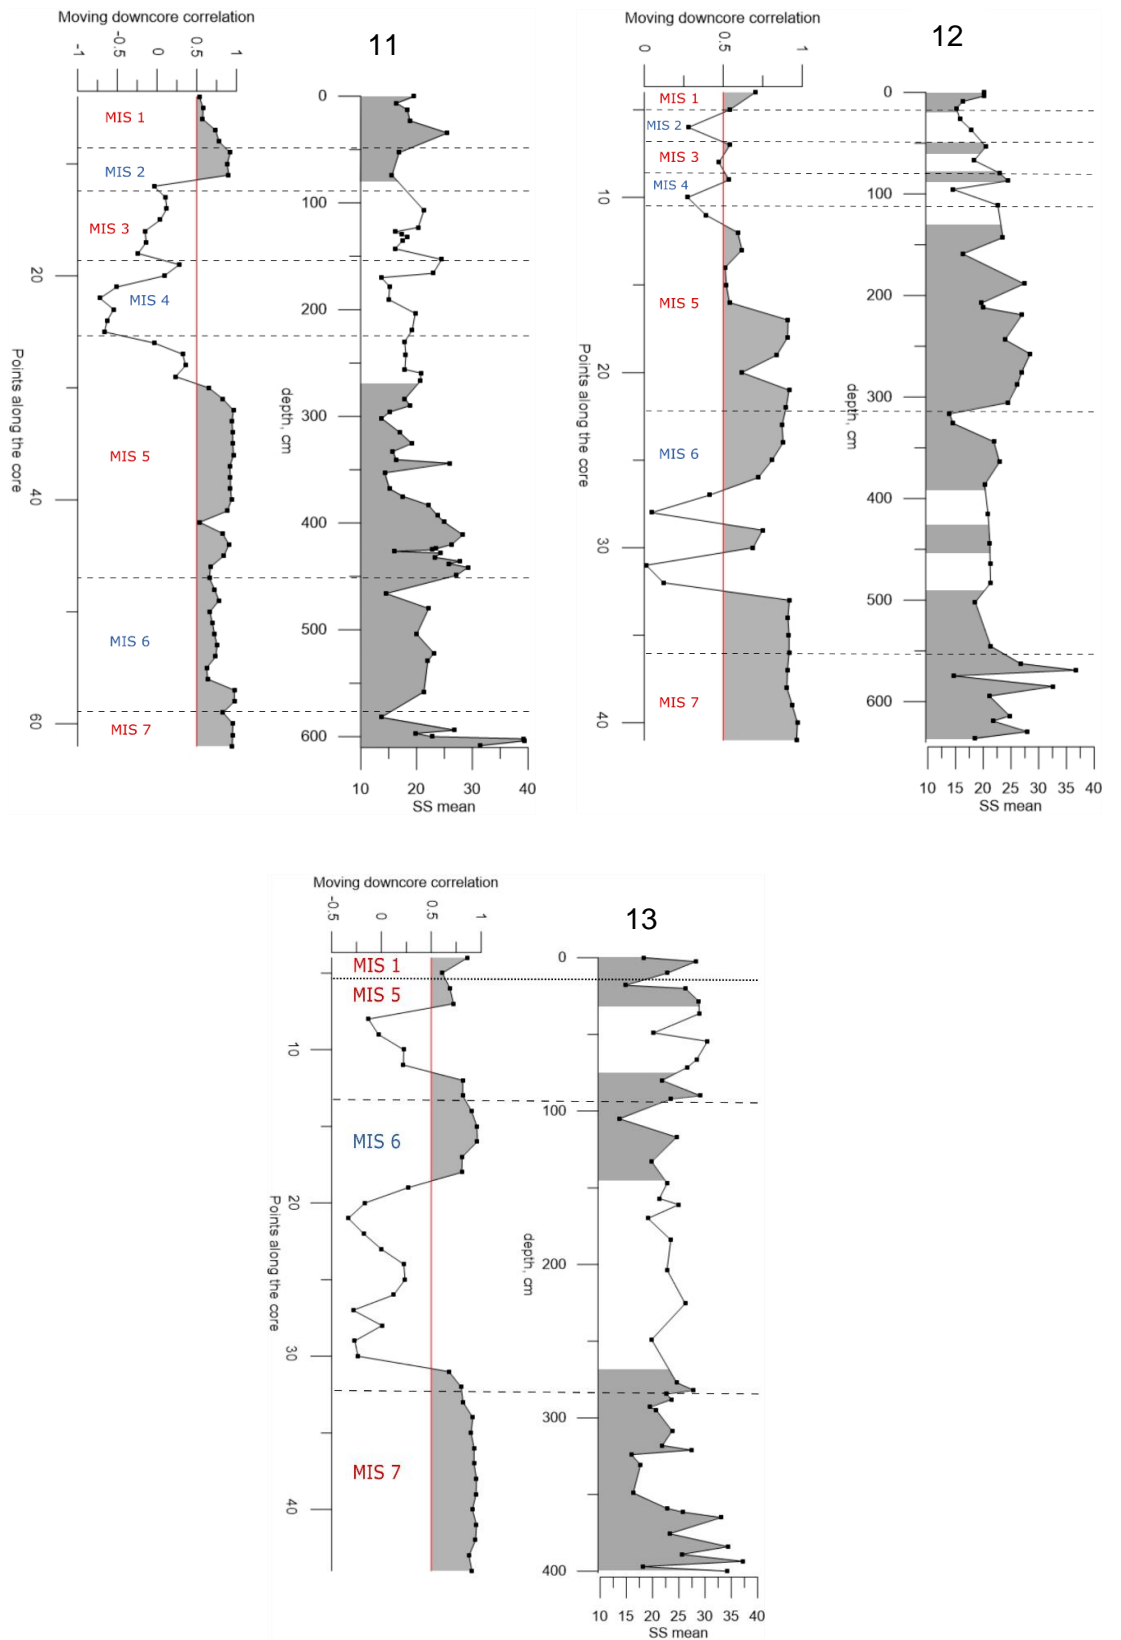 Moving downcore correlation
11
-1
-0.5
0
0.5
1
MIS 1
MIS 2
MIS 3
MIS 4
MIS 5
MIS 6
MIS 7
20
40
60
Points along the core
depth, cm
0
100
200
300
400
500
600
10 20 30 40
SS mean
Moving downcore correlation
12
0
0.5
1
MIS 1
MIS 2
MIS 3
MIS 4
MIS 5
MIS 6
MIS 7
10
20
30
40
Points along the core
depth, cm
0
100
200
300
400
500
600
10 15 20 25 30 35 40
SS mean
Moving downcore correlation
13
-0.5
0
0.5
1
MIS 1
MIS 5
MIS 6
MIS 7
10
20
30
40
Points along the core
depth, cm
0
100
200
300
400
10 15 20 25 30 35 40
SS mean